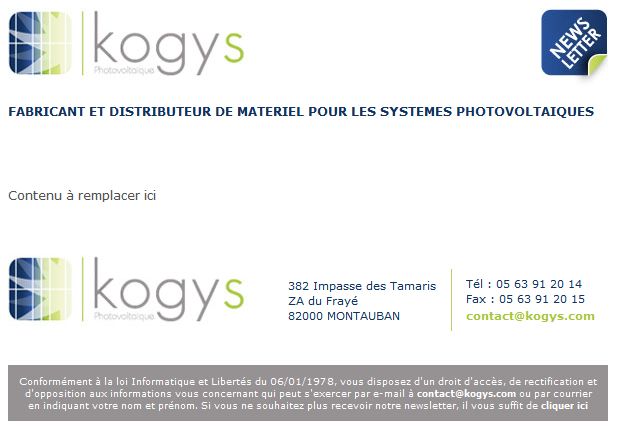 kogys
Photovoltaïque
NEWS
LETTER
FABRICANT ET DISTRIBUTEUR DE MATERIEL POUR LES SYSTEMES PHOTOVOLTAIQUES
Contenu à remplacer ici
kogys
Photovoltaïque
382 Impasse des Tamaris
ZA du Frayé
82000 MONTAUBAN
Tél : 05 63 91 20 14
Fax : 05 63 91 20 15
contact@kogys.com
Conformément à la loi Informatique et Libertés du 06/01/1978, vous disposez d'un droit d'accès, de rectification et
d'opposition aux informations vous concernant qui peut s'exercer par e-mail à contact@kogys.com ou par courrier
en indiquant votre nom et prénom. Si vous ne souhaitez plus recevoir notre newsletter, il vous suffit de cliquer ici